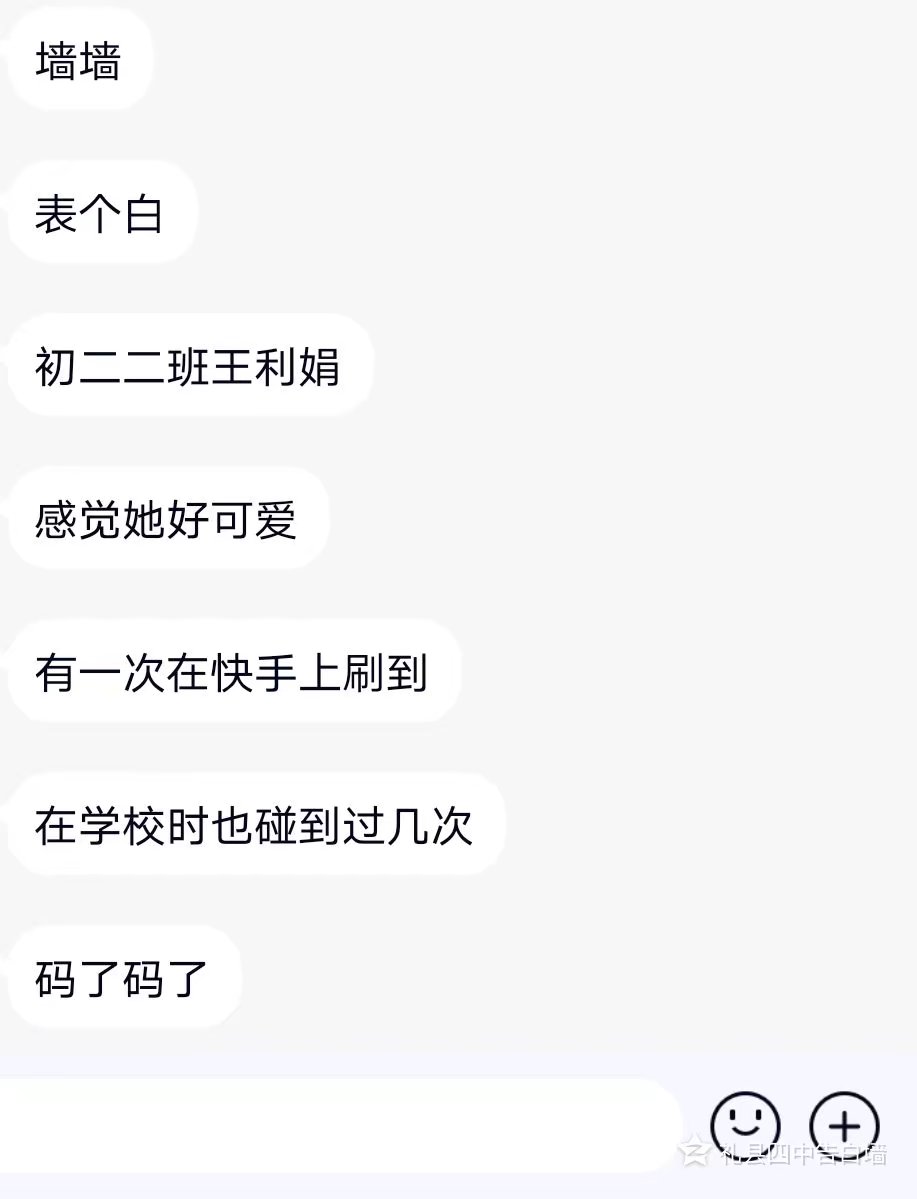 墙墙
表个白
初二二班王利娟
感觉她好可爱
有一次在快手上刷到
在学校时也碰到过几次
码了码了
礼县四中告白墙